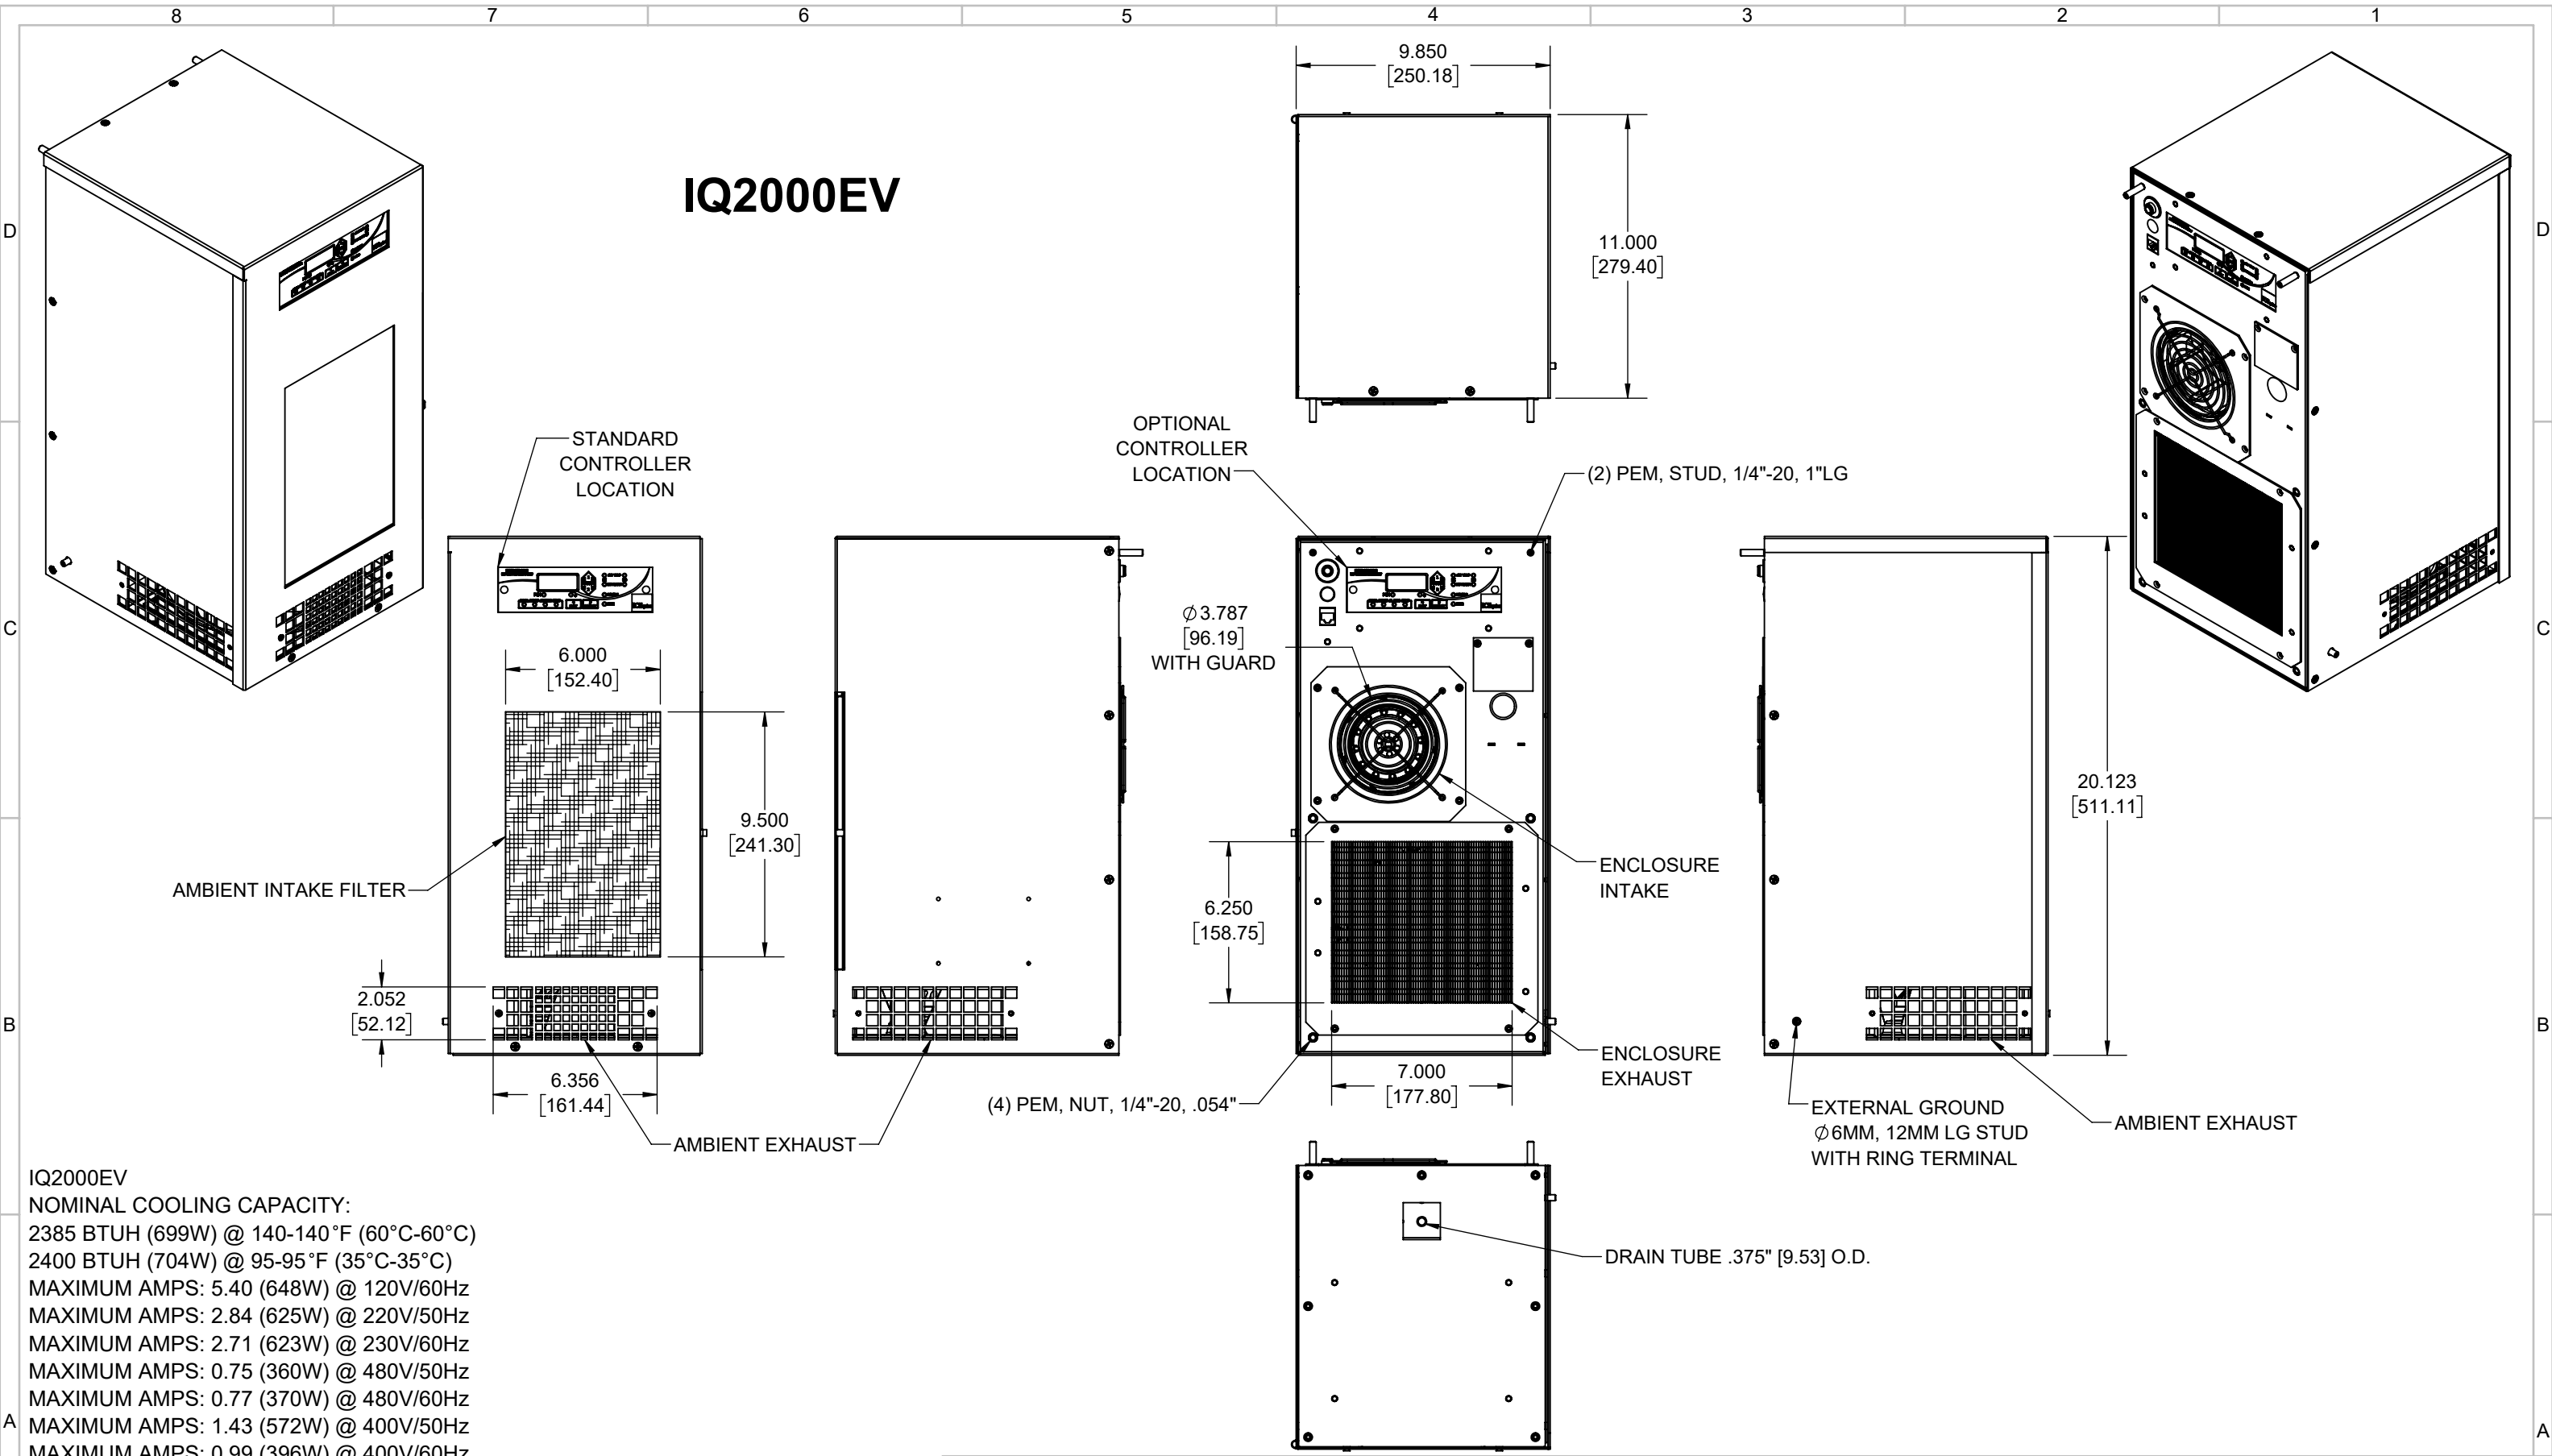 8 7 6 5 4 3 2 1
IQ2000EV
9.850
[250.18]
11.000
[279.40]
D
D
STANDARD
CONTROLLER
LOCATION
OPTIONAL
CONTROLLER
LOCATION
(2) PEM, STUD, 1/4"-20, 1"LG
C
C
6.000
[152.40]
⌀3.787
[96.19]
WITH GUARD
9.500
[241.30]
20.123
[511.11]
AMBIENT INTAKE FILTER
ENCLOSURE
INTAKE
6.250
[158.75]
2.052
[52.12]
B
B
6.356
[161.44]
7.000
[177.80]
ENCLOSURE
EXHAUST
(4) PEM, NUT, 1/4"-20, .054"
AMBIENT EXHAUST
EXTERNAL GROUND
⌀6MM, 12MM LG STUD
WITH RING TERMINAL
AMBIENT EXHAUST
DRAIN TUBE .375" [9.53] O.D.
IQ2000EV
NOMINAL COOLING CAPACITY:
2385 BTUH (699W) @ 140-140°F (60°C-60°C)
2400 BTUH (704W) @ 95-95°F (35°C-35°C)
MAXIMUM AMPS: 5.40 (648W) @ 120V/60Hz
MAXIMUM AMPS: 2.84 (625W) @ 220V/50Hz
MAXIMUM AMPS: 2.71 (623W) @ 230V/60Hz
MAXIMUM AMPS: 0.75 (360W) @ 480V/50Hz
MAXIMUM AMPS: 0.77 (370W) @ 480V/60Hz
MAXIMUM AMPS: 1.43 (572W) @ 400V/50Hz
MAXIMUM AMPS: 0.99 (396W) @ 400V/60Hz
A
A